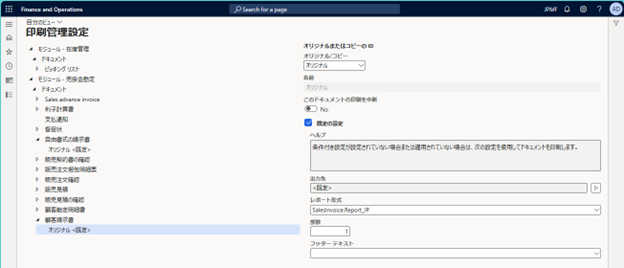 Finance and Operations
Search for a page
JPMF
AD
自分のビュー
印刷管理設定
モジュール - 在庫管理
ドキュメント
ピッキング リスト
モジュール - 売掛金勘定
ドキュメント
Sales advance invoice
利子計算書
支払通知
督促状
自由書式の請求書
オリジナル <既定>
販売契約書の確認
販売注文梱包明細票
販売注文確認
販売見積
販売見積の確認
顧客勘定明細書
顧客請求書
オリジナル <既定>
オリジナルまたはコピーの ID
オリジナル/コピー
オリジナル
名前
オリジナル
このドキュメントの印刷を中断
No
既定の設定
ヘルプ
条件付き設定が設定されていない場合または適用されていない場合は、次の設定を使用してドキュメントを印刷します。
出力先
<既定>
レポート形式
SalesInvoice.Report_JP
部数
1
フッター テキスト